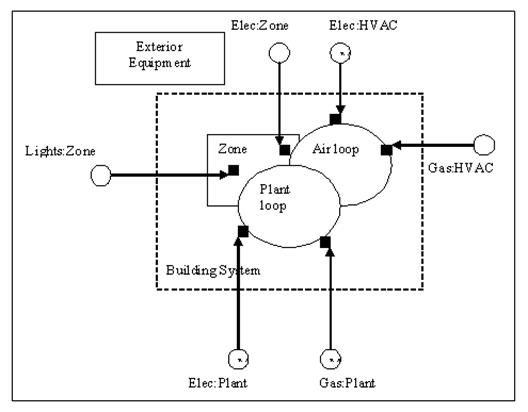 Elec:Zone
Elec:HVAC
Exterior
Equipment
Lights:Zone
Zone
Air loop
Gas:HVAC
Plant
loop
Building System
Elec:Plant
Gas:Plant